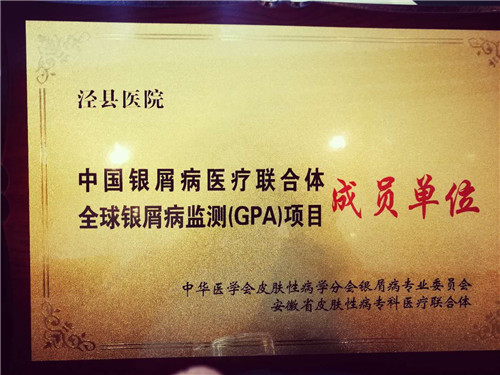 泾县医院
中国银屑病医疗联合体
全球银屑病监测(GPA)项目
成员单位
中华医学会皮肤性病学分会银屑病专业委员会
安徽省皮肤性病专科医疗联合体